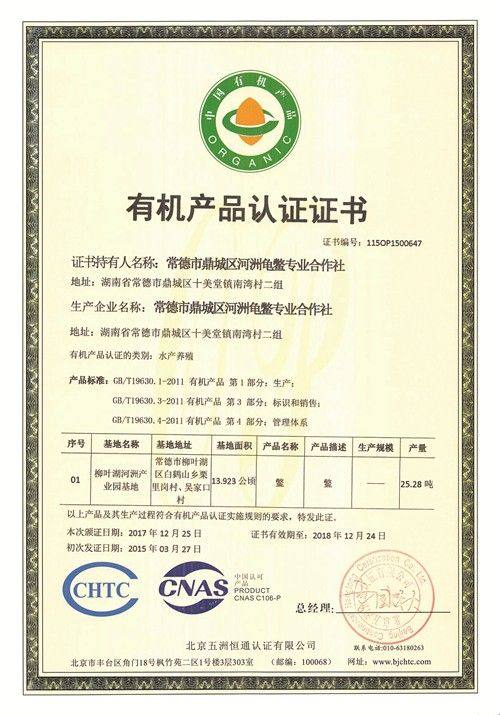 中国有机产品
ORGANIC
有机产品认证证书
证书编号：115OP1500647
证书持有人名称：常德市鼎城区河洲龟鳖专业合作社
地址：湖南省常德市鼎城区十美堂镇南湾村二组
生产企业名称：常德市鼎城区河洲龟鳖专业合作社
地址：湖南省常德市鼎城区十美堂镇南湾村二组
有机产品认证的类别：水产养殖
产品标准：GB/T19630.1-2011 有机产品 第 1 部分：生产；
GB/T19630.3-2011 有机产品 第 3 部分：标识和销售；
GB/T19630.4-2011 有机产品 第 4 部分：管理体系
序号 基地名称 基地地址 基地面积 产品名称 产品描述 生产规模 产量
01 柳叶湖河洲产业园基地 常德市柳叶湖区白鹤山乡栗里岗村、吴家口村 13.923 公顷 鳖 鳖 —— 25.28 吨
以上产品及其生产过程符合有机产品认证实施规则的要求，特发此证。
本次颁证日期：2017 年 12 月 25 日 证书有效期至：2018 年 12 月 24 日
初次发证日期：2015 年 03 月 27 日
CHTC
CNAS
中国认可
产品
PRODUCT
CNAS C106-P
总经理：
北京五洲恒通认证有限公司
联系电话:010-63180263
北京市丰台区角门18号枫竹苑二区1号楼3层303室 （邮编：100068） 网址：www.bjchtc.com